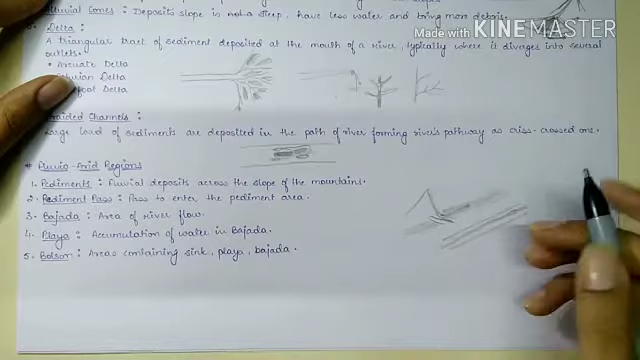 Alluvial Cones : Deposits slope is not a steep, have less water and bring more
Made with KINEMASTER
Delta :
A triangular tract of sediment deposited at the mouth of a river, typically where it diverges into several
outlets.
• Arcuate Delta
Delta
foot Delta
Braided Channels :
Large load of sediments are deposited in the path of river forming river's pathway as criss-crossed one.
* Fluvio-Arid Regions
1. Pediments : Fluvial deposits across the slope of the mountains.
2. Pediment Pass : Pass to enter the pediment area.
3. Bajada : Area of river flow.
4. Playa : Accumulation of water in Bajada.
5. Bolson : Areas containing sink, playa, bajada.